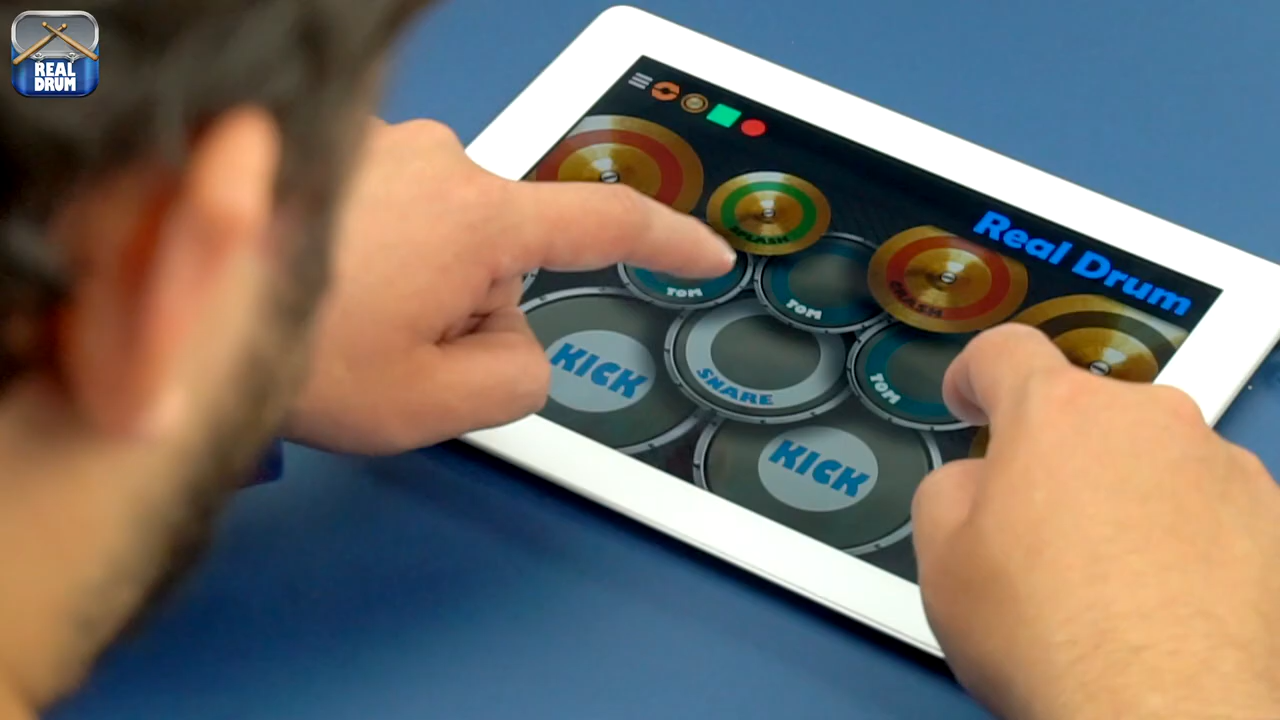 REAL
DRUM
Real Drum
SPLASH
TOM
TOM
CRASH
KICK
SNARE
TOM
KICK